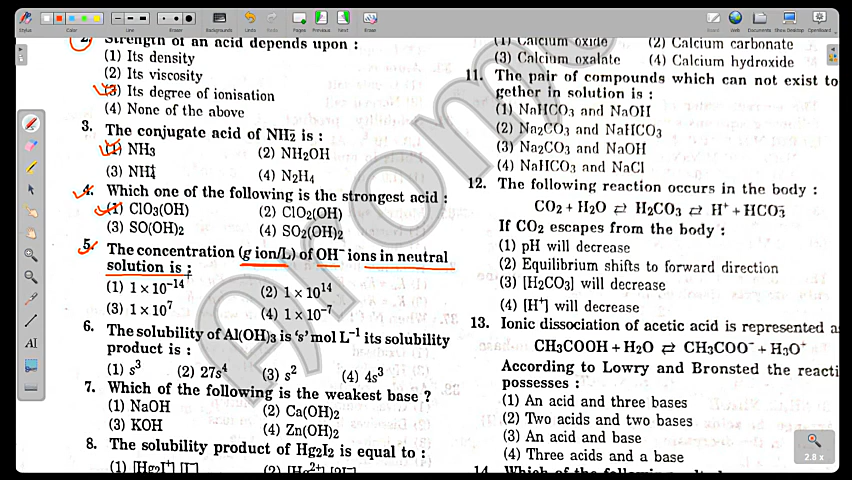 Stylus
Backgrounds
Undo
Redo
Pages
Previous
Next
Erase
Board
Web
Documents
Show Desktop
OpenBoard
2. Strength of an acid depends upon :
(1) Its density
(2) Its viscosity
(3) Its degree of ionisation
(4) None of the above
3. The conjugate acid of NH₂⁻ is :
(1) NH₃
(2) NH₂OH
(3) NH₄⁺
(4) N₂H₄
4. Which one of the following is the strongest acid :
(1) ClO₃(OH)
(2) ClO₂(OH)
(3) SO(OH)₂
(4) SO₂(OH)₂
5. The concentration (g ion/L) of OH⁻ ions in neutral
solution is :
(1) 1 × 10⁻¹⁴
(2) 1 × 10¹⁴
(3) 1 × 10⁷
(4) 1 × 10⁻⁷
6. The solubility of Al(OH)₃ is ‘s’ mol L⁻¹ its solubility
product is :
(1) s³
(2) 27s⁴
(3) s²
(4) 4s³
7. Which of the following is the weakest base ?
(1) NaOH
(2) Ca(OH)₂
(3) KOH
(4) Zn(OH)₂
8. The solubility product of Hg₂I₂ is equal to :
(1) Calcium oxide
(2) Calcium carbonate
(3) Calcium oxalate
(4) Calcium hydroxide
11. The pair of compounds which can not exist to
gether in solution is :
(1) NaHCO₃ and NaOH
(2) Na₂CO₃ and NaHCO₃
(3) Na₂CO₃ and NaOH
(4) NaHCO₃ and NaCl
12. The following reaction occurs in the body :
CO₂ + H₂O ⇄ H₂CO₃ ⇄ H⁺ + HCO₃⁻
If CO₂ escapes from the body :
(1) pH will decrease
(2) Equilibrium shifts to forward direction
(3) [H₂CO₃] will decrease
(4) [H⁺] will decrease
13. Ionic dissociation of acetic acid is represented a
CH₃COOH + H₂O ⇄ CH₃COO⁻ + H₃O⁺
According to Lowry and Bronsted the reacti
possesses :
(1) An acid and three bases
(2) Two acids and two bases
(3) An acid and base
(4) Three acids and a base
14. Which of the following
2.8 x